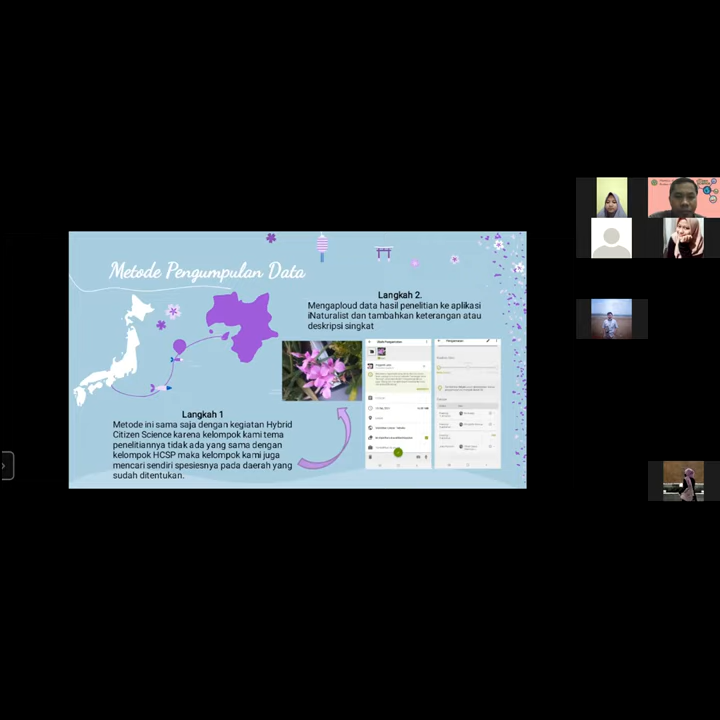 Metode Pengumpulan Data
Langkah 2.
Mengaploud data hasil penelitian ke aplikasi
iNaturalist dan tambahkan keterangan atau
deskripsi singkat
Langkah 1
Metode ini sama saja dengan kegiatan Hybrid
Citizen Science karena kelompok kami tema
penelitiannya tidak ada yang sama dengan
kelompok HCSP maka kelompok kami juga
mencari sendiri spesiesnya pada daerah yang
sudah ditentukan.